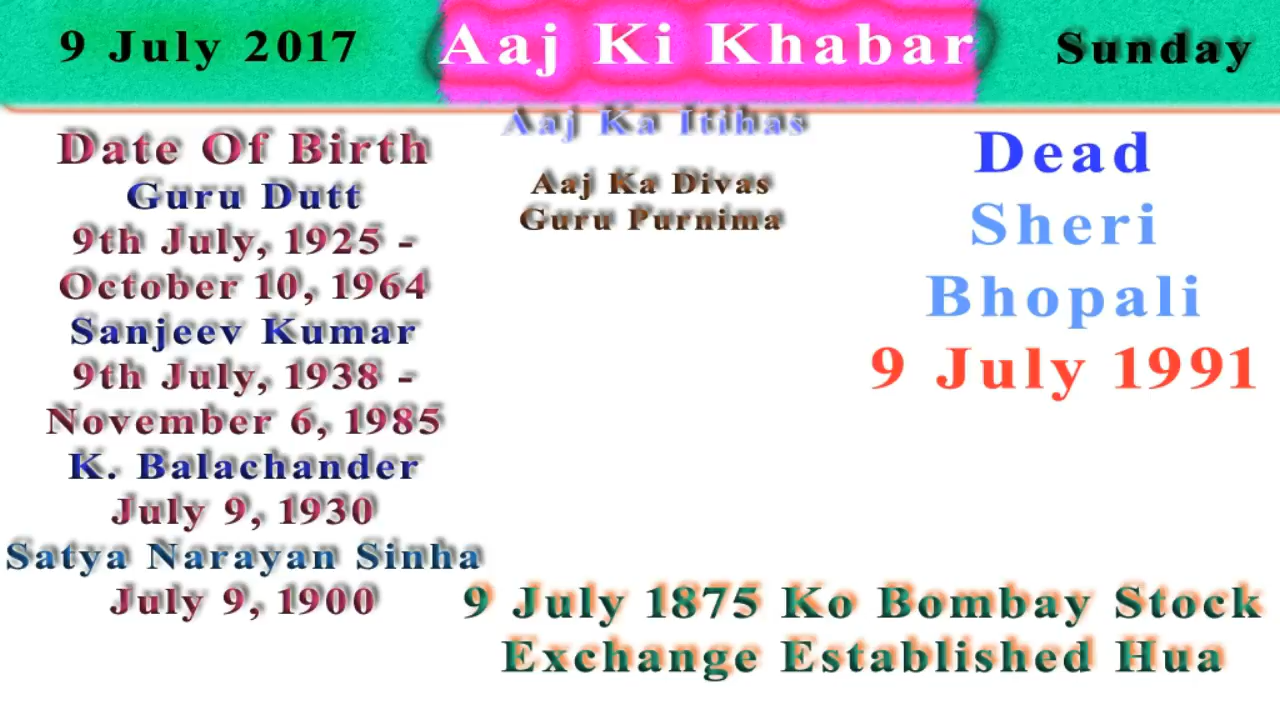 9 July 2017
Aaj Ki Khabar
Sunday
Aaj Ka Itihas
Date Of Birth
Guru Dutt
9th July, 1925 -
October 10, 1964
Sanjeev Kumar
9th July, 1938 -
November 6, 1985
K. Balachander
July 9, 1930
Satya Narayan Sinha
July 9, 1900
Aaj Ka Divas
Guru Purnima
Dead
Sheri
Bhopali
9 July 1991
9 July 1875 Ko Bombay Stock
Exchange Established Hua